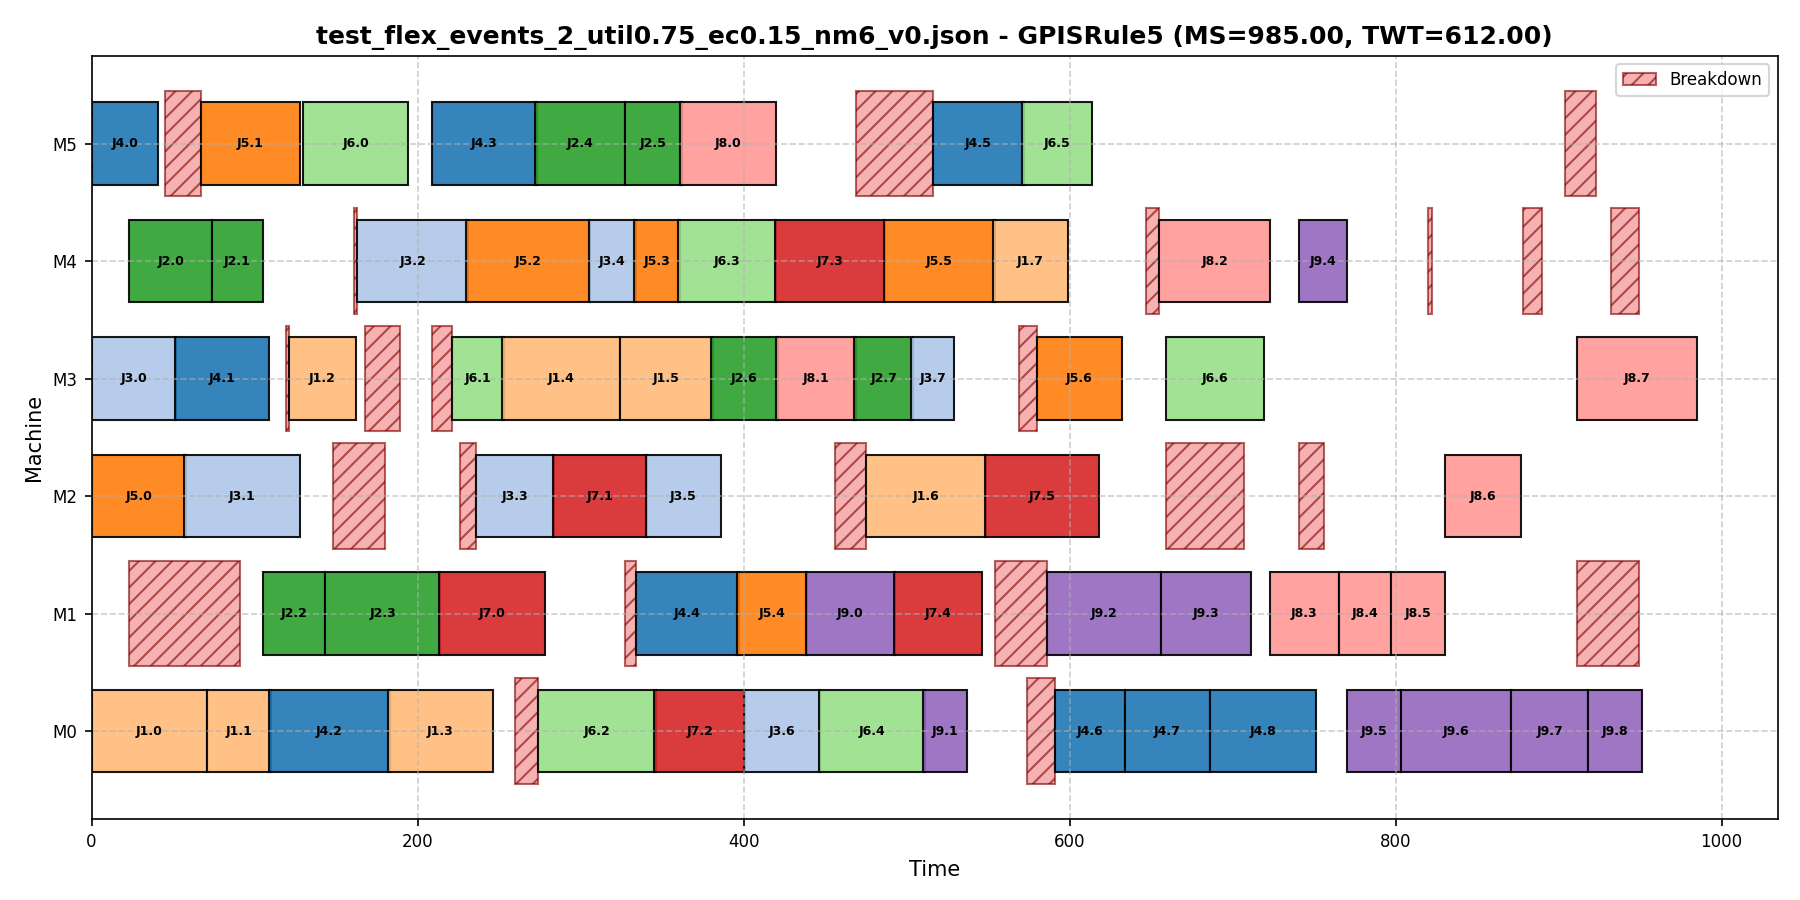 test_flex_events_2_util0.75_ec0.15_nm6_v0.json - GPISRule5 (MS=985.00, TWT=612.00)
Breakdown
M5 J4.0 J5.1 J6.0 J4.3 J2.4 J2.5 J8.0 J4.5 J6.5
M4 J2.0 J2.1 J3.2 J5.2 J3.4 J5.3 J6.3 J7.3 J5.5 J1.7 J8.2 J9.4
M3 J3.0 J4.1 J1.2 J6.1 J1.4 J1.5 J2.6 J8.1 J2.7 J3.7 J5.6 J6.6 J8.7
M2 J5.0 J3.1 J3.3 J7.1 J3.5 J1.6 J7.5 J8.6
M1 J2.2 J2.3 J7.0 J4.4 J5.4 J9.0 J7.4 J9.2 J9.3 J8.3 J8.4 J8.5
M0 J1.0 J1.1 J4.2 J1.3 J6.2 J7.2 J3.6 J6.4 J9.1 J4.6 J4.7 J4.8 J9.5 J9.6 J9.7 J9.8
Machine
0 200 400 600 800 1000
Time